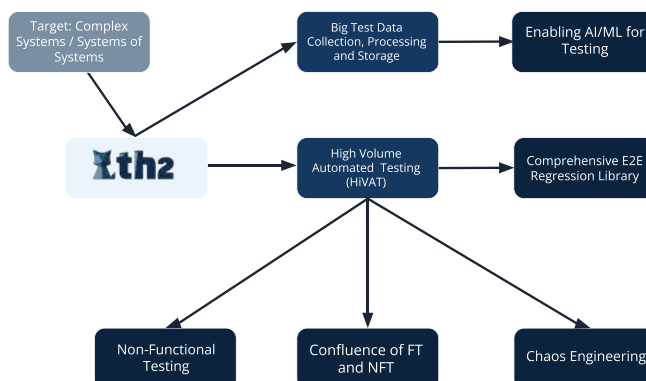 Target: Complex
Systems / Systems of
Systems
Big Test Data
Collection, Processing
and Storage
Enabling AI/ML for
Testing
th2
High Volume
Automated Testing
(HiVAT)
Comprehensive E2E
Regression Library
Non-Functional
Testing
Confluence of FT
and NFT
Chaos Engineering